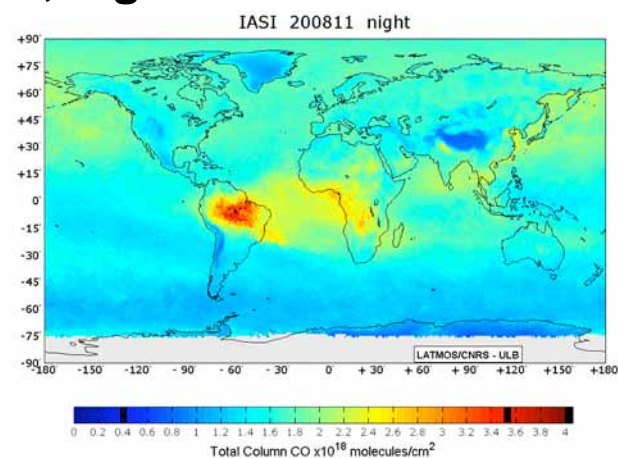 IASI 200811 night
+90°
+75°
+60°
+45°
+30°
+15°
0°
-15°
-30°
-45°
-60°
-75°
-90°
-180 -150 -120 -90 -60 -30 0 + 30 + 60 + 90 +120 +150 +180
LATMOS/CNRS - ULB
0 0.2 0.4 0.6 0.8 1 1.2 1.4 1.6 1.8 2 2.2 2.4 2.6 2.8 3 3.2 3.4 3.6 3.8 4
Total Column CO x10¹⁸ molecules/cm²